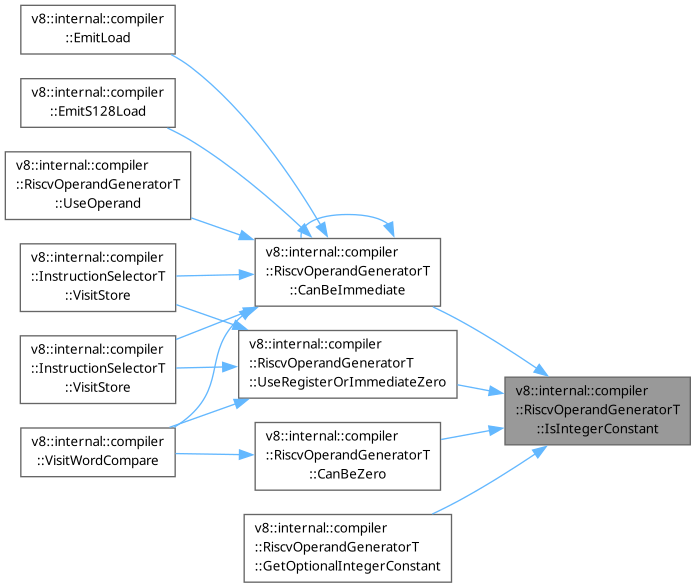 v8::internal::compiler
::EmitLoad
v8::internal::compiler
::EmitS128Load
v8::internal::compiler
::RiscvOperandGeneratorT
::UseOperand
v8::internal::compiler
::InstructionSelectorT
::VisitStore
v8::internal::compiler
::InstructionSelectorT
::VisitStore
v8::internal::compiler
::VisitWordCompare
v8::internal::compiler
::RiscvOperandGeneratorT
::CanBeImmediate
v8::internal::compiler
::RiscvOperandGeneratorT
::UseRegisterOrImmediateZero
v8::internal::compiler
::RiscvOperandGeneratorT
::CanBeZero
v8::internal::compiler
::RiscvOperandGeneratorT
::GetOptionalIntegerConstant
v8::internal::compiler
::RiscvOperandGeneratorT
::IsIntegerConstant